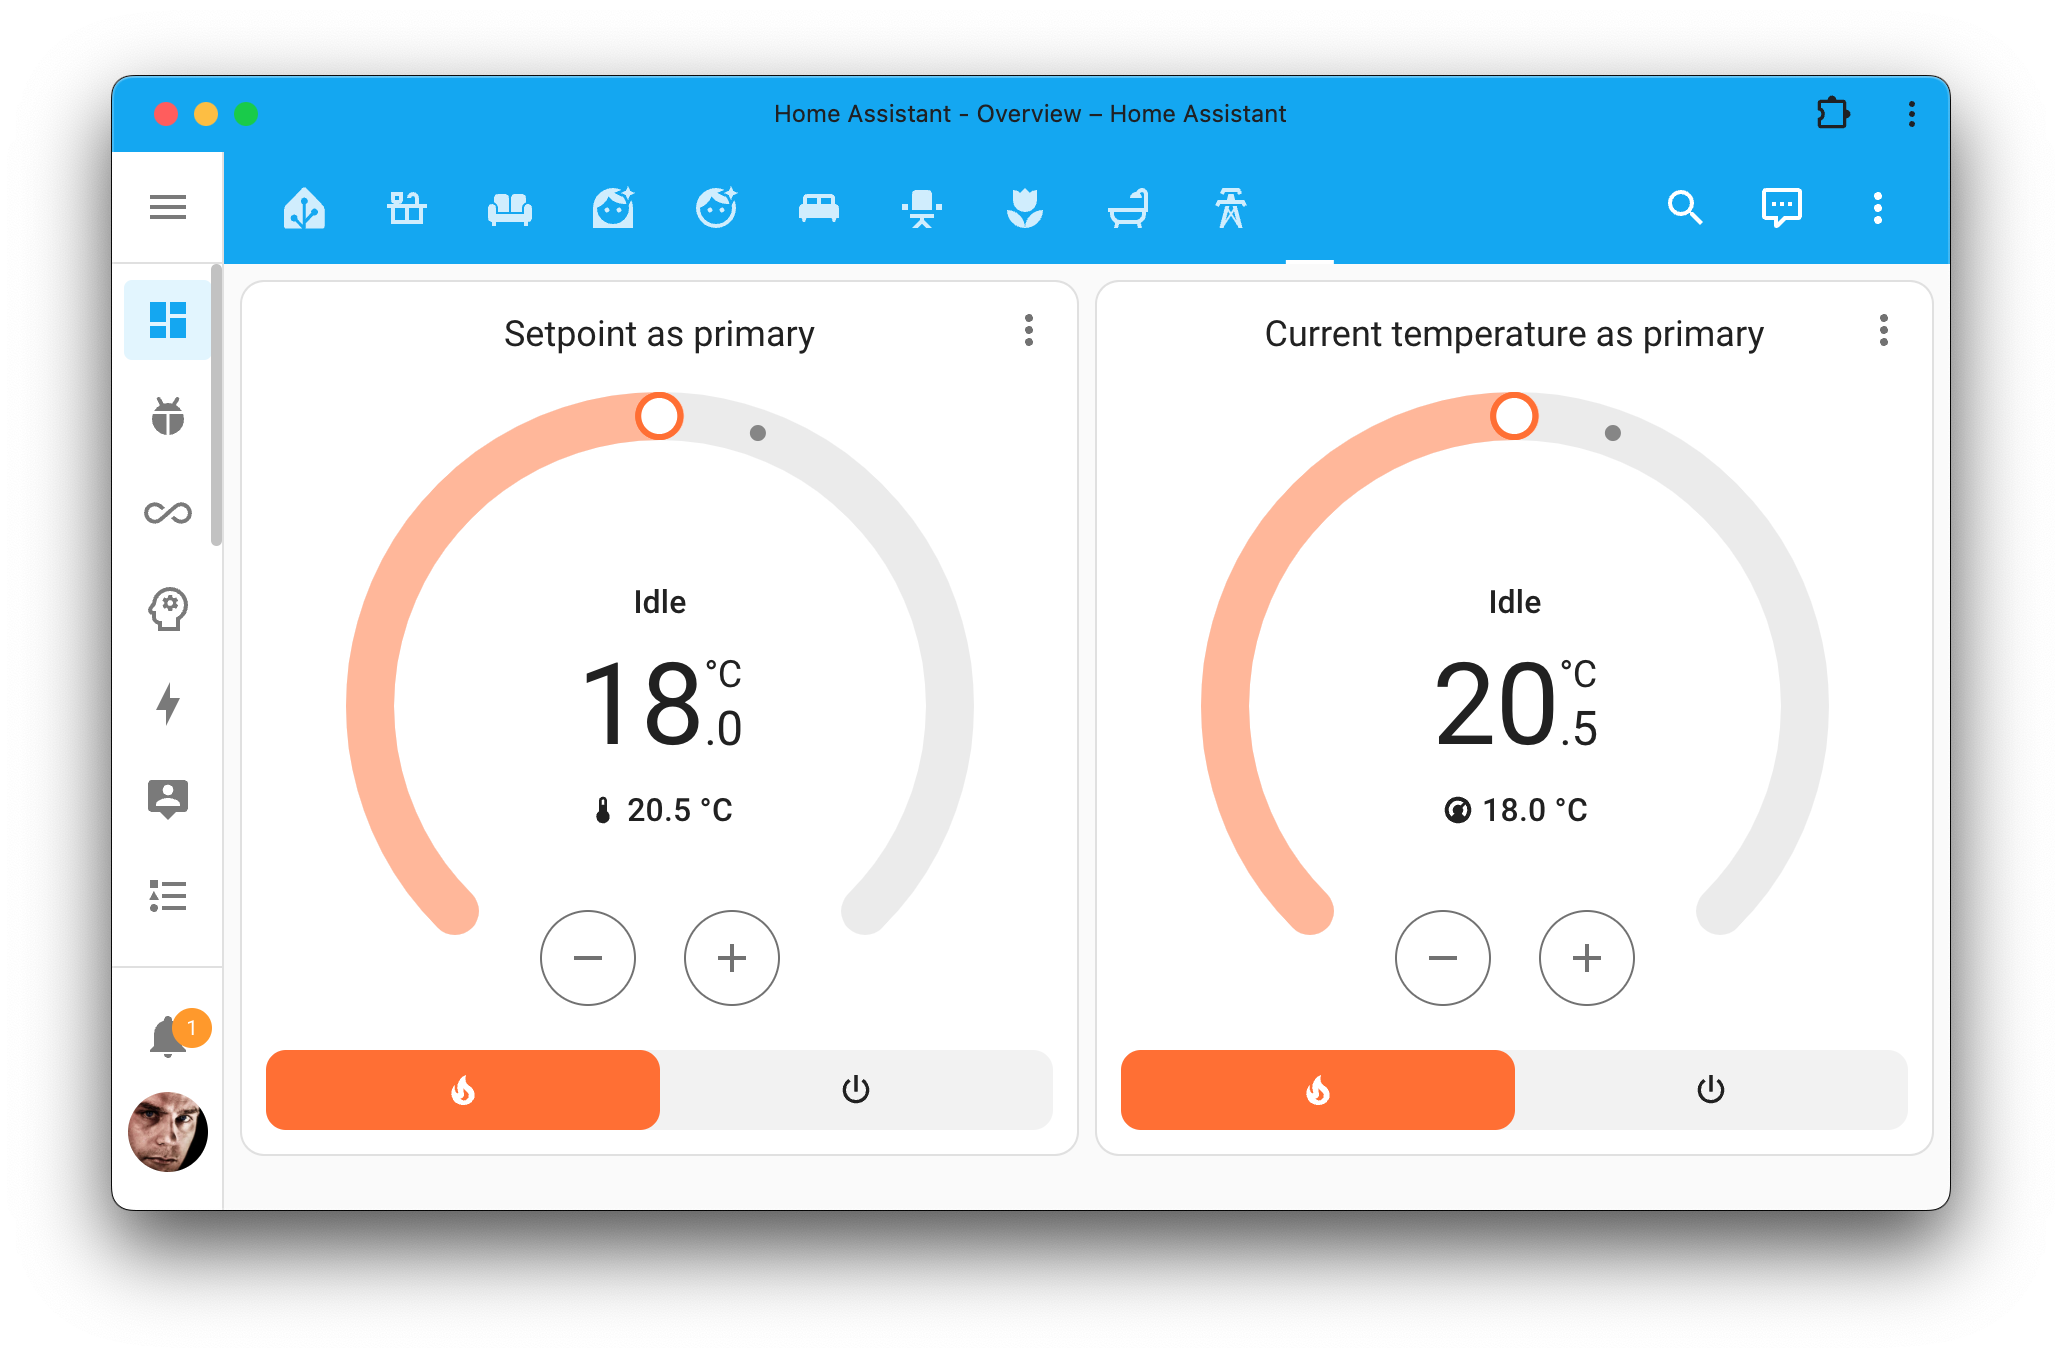 Home Assistant - Overview – Home Assistant
Setpoint as primary
Idle
18.0 °C
20.5 °C
Current temperature as primary
Idle
20.5 °C
18.0 °C
1